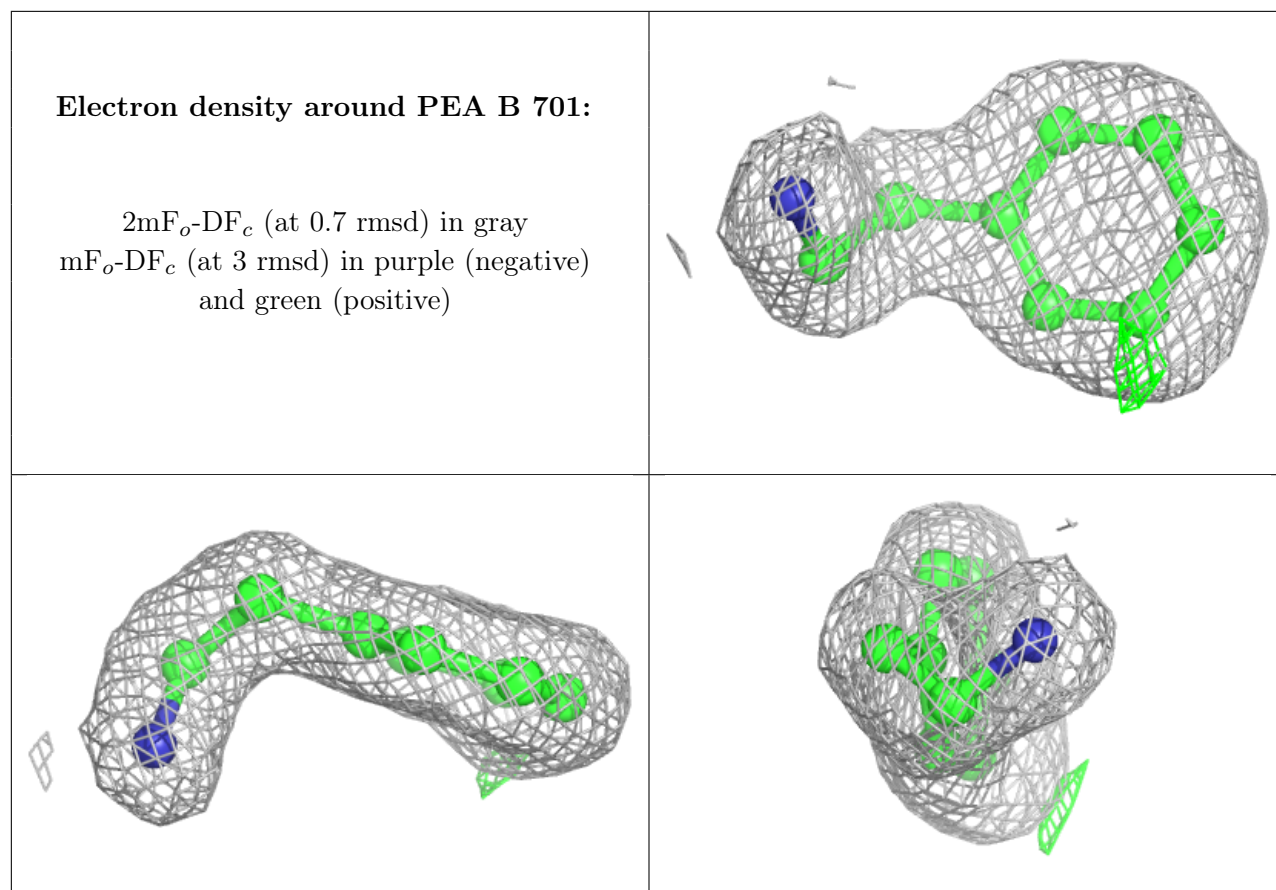 Electron density around PEA B 701:
2mFₒ-DF𝑐 (at 0.7 rmsd) in gray
mFₒ-DF𝑐 (at 3 rmsd) in purple (negative)
and green (positive)